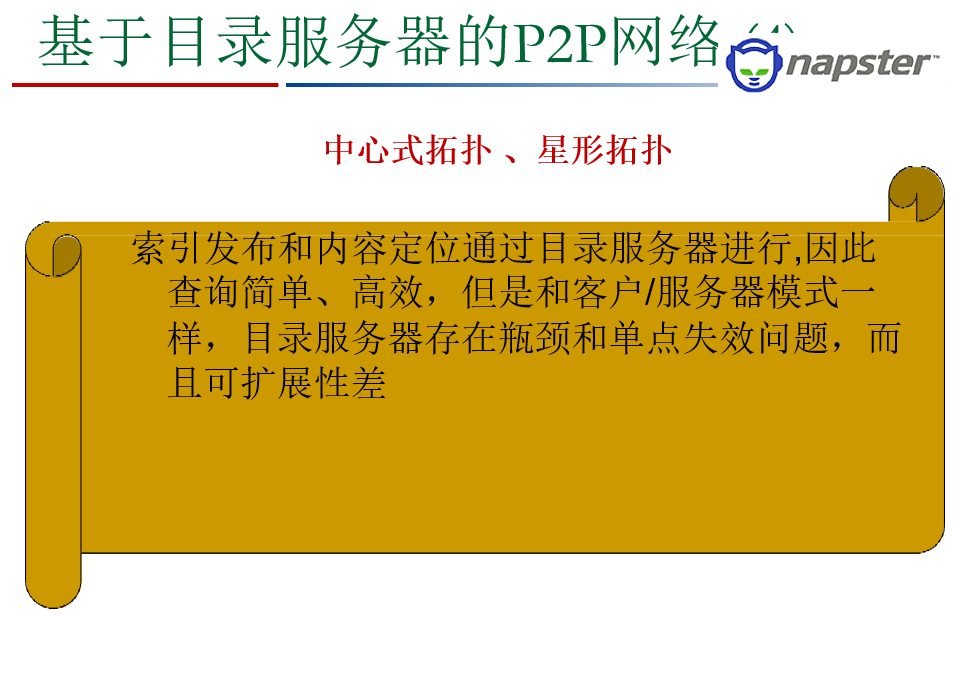 基于目录服务器的P2P网络
napster™
中心式拓扑 、星形拓扑
索引发布和内容定位通过目录服务器进行,因此
查询简单、高效，但是和客户/服务器模式一
样，目录服务器存在瓶颈和单点失效问题，而
且可扩展性差